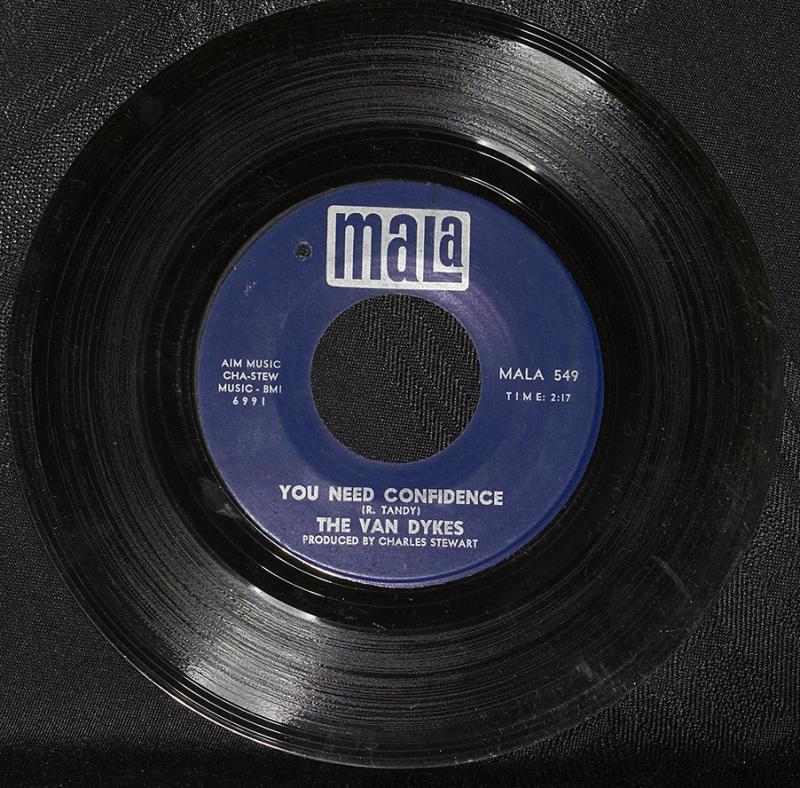 mala
AIM MUSIC
CHA-STEW
MUSIC - BMI
6991
MALA 549
TIME: 2:17
YOU NEED CONFIDENCE
(R. TANDY)
THE VAN DYKES
PRODUCED BY CHARLES STEWART